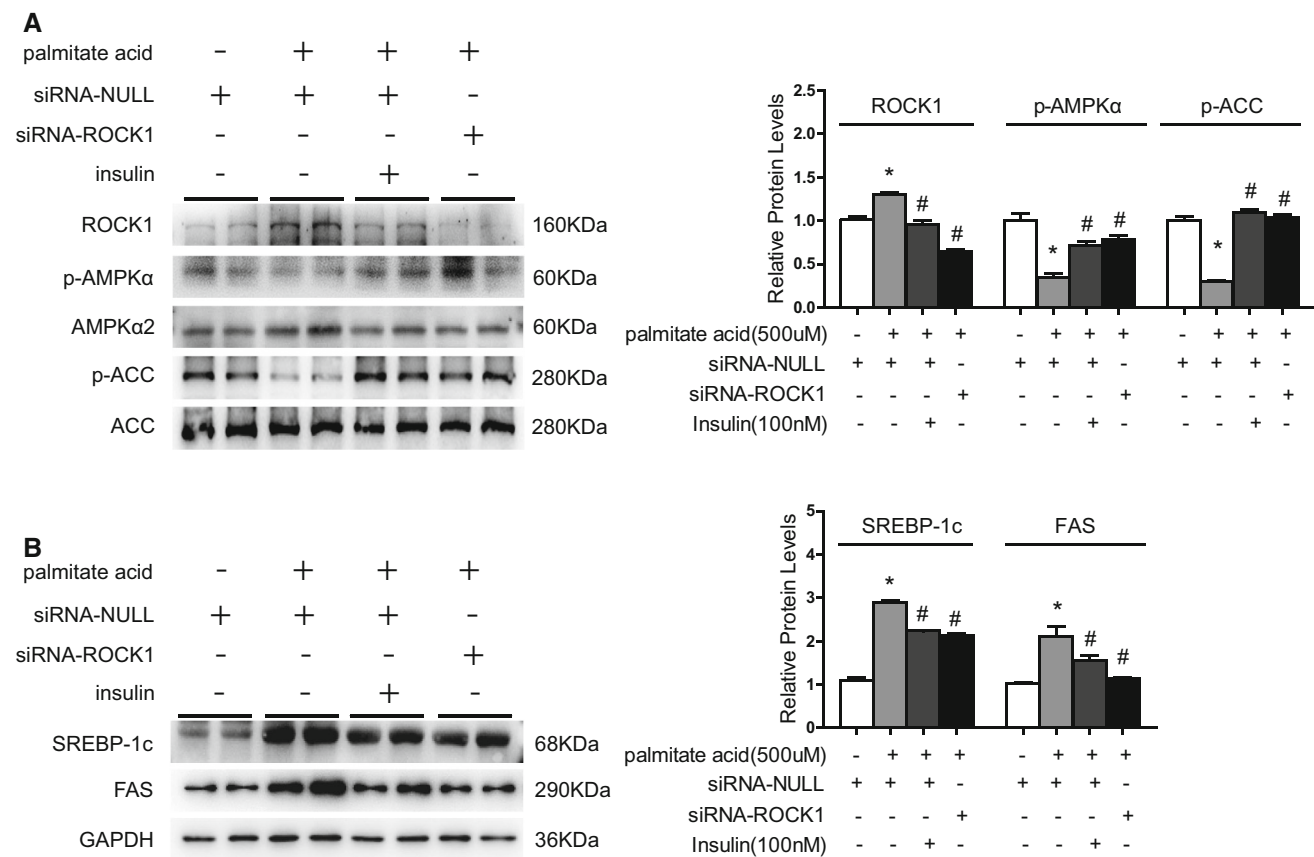 A
palmitate acid - + + +
siRNA-NULL + + + -
siRNA-ROCK1 - - - +
insulin - - + -
ROCK1 160KDa
p-AMPKα 60KDa
AMPKα2 60KDa
p-ACC 280KDa
ACC 280KDa
Relative Protein Levels
2.5
2.0
1.5
1.0
0.5
0.0
ROCK1 p-AMPKα p-ACC
* # # * # # * # #
palmitate acid(500uM) - + + + - + + + - + + +
siRNA-NULL + + + - + + + - + + + -
siRNA-ROCK1 - - - + - - - + - - - +
Insulin(100nM) - - + - - - + - - - + -
B
palmitate acid - + + +
siRNA-NULL + + + -
siRNA-ROCK1 - - - +
insulin - - + -
SREBP-1c 68KDa
FAS 290KDa
GAPDH 36KDa
Relative Protein Levels
5
4
3
2
1
0
SREBP-1c FAS
* # # * # #
palmitate acid(500uM) - + + + - + + +
siRNA-NULL + + + - + + + -
siRNA-ROCK1 - - - + - - - +
Insulin(100nM) - - + - - - + -